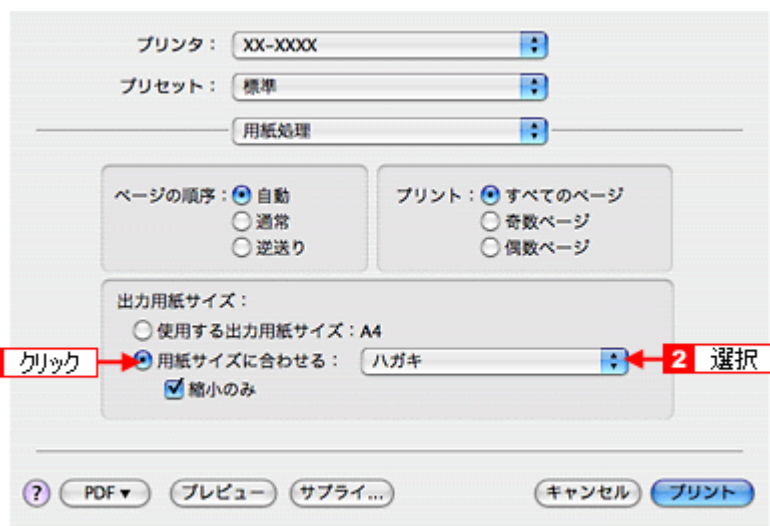 プリンタ： XX-XXXX
プリセット： 標準
用紙処理
ページの順序： 自動
通常
逆送り
プリント： すべてのページ
奇数ページ
偶数ページ
出力用紙サイズ：
使用する出力用紙サイズ：A4
クリック 用紙サイズに合わせる： ハガキ 2 選択
縮小のみ
? PDF▼ プレビュー サプライ... キャンセル プリント